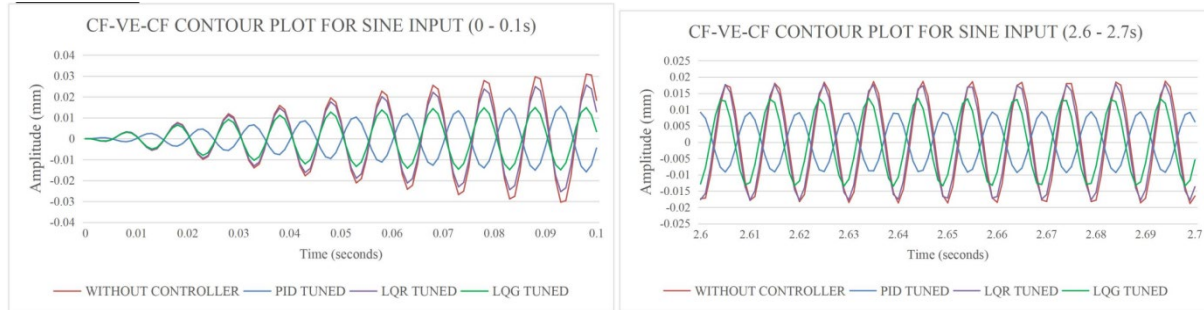 CF-VE-CF CONTOUR PLOT FOR SINE INPUT (0 - 0.1s)
0.04
0.03
0.02
0.01
0
-0.01
-0.02
-0.03
-0.04
Amplitude (mm)
0 0.01 0.02 0.03 0.04 0.05 0.06 0.07 0.08 0.09 0.1
Time (seconds)
WITHOUT CONTROLLER PID TUNED LQR TUNED LQG TUNED
CF-VE-CF CONTOUR PLOT FOR SINE INPUT (2.6 - 2.7s)
0.025
0.02
0.015
0.01
0.005
0
-0.005
-0.01
-0.015
-0.02
-0.025
Amplitude (mm)
2.6 2.61 2.62 2.63 2.64 2.65 2.66 2.67 2.68 2.69 2.7
Time (seconds)
WITHOUT CONTROLLER PID TUNED LQR TUNED LQG TUNED